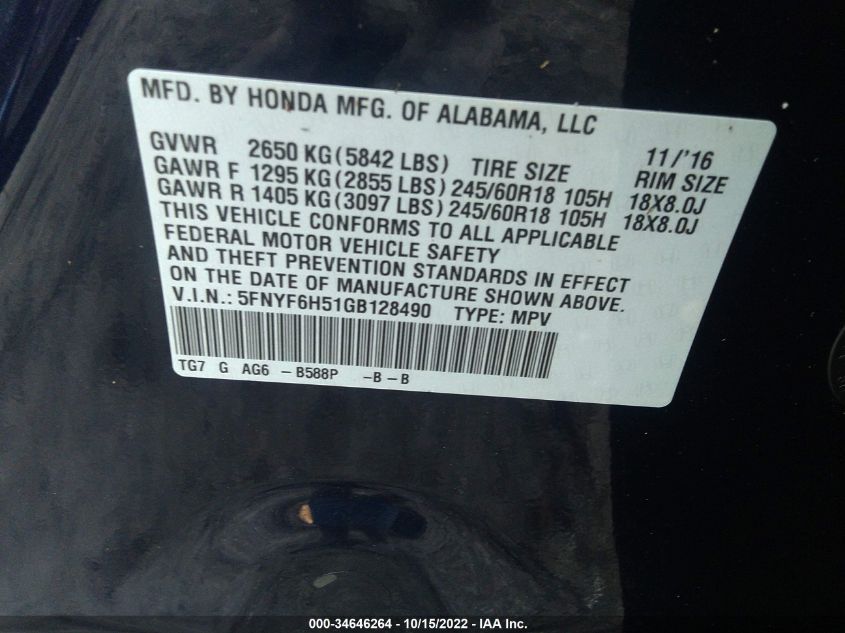 MFD. BY HONDA MFG. OF ALABAMA, LLC
GVWR 2650 KG (5842 LBS) TIRE SIZE 11/'16 RIM SIZE
GAWR F 1295 KG (2855 LBS) 245/60R18 105H 18X8.0J
GAWR R 1405 KG (3097 LBS) 245/60R18 105H 18X8.0J
THIS VEHICLE CONFORMS TO ALL APPLICABLE
FEDERAL MOTOR VEHICLE SAFETY
AND THEFT PREVENTION STANDARDS IN EFFECT
ON THE DATE OF MANUFACTURE SHOWN ABOVE.
V.I.N.: 5FNYF6H51GB128490 TYPE: MPV
TG7 G AG6 – B588P –B – B
000-34646264 - 10/15/2022 - IAA Inc.